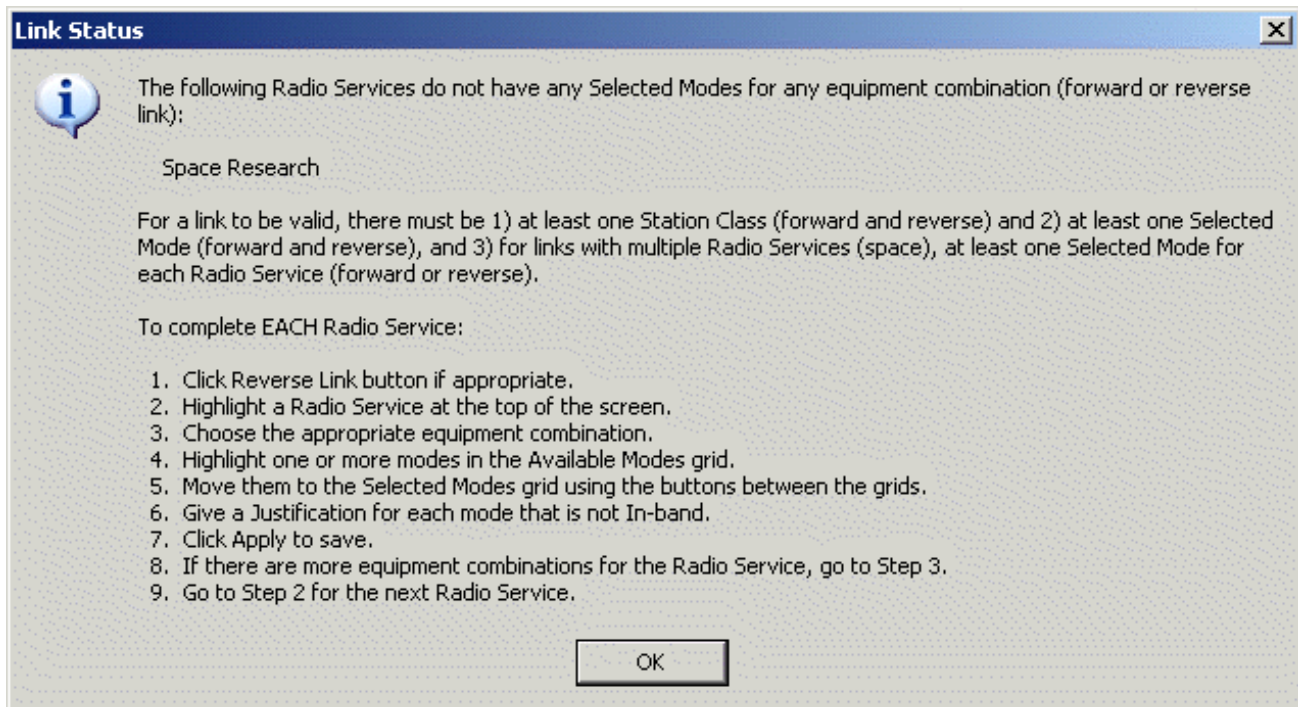 Link Status
The following Radio Services do not have any Selected Modes for any equipment combination (forward or reverse
link):
Space Research
For a link to be valid, there must be 1) at least one Station Class (forward and reverse) and 2) at least one Selected
Mode (forward and reverse), and 3) for links with multiple Radio Services (space), at least one Selected Mode for
each Radio Service (forward or reverse).
To complete EACH Radio Service:
1. Click Reverse Link button if appropriate.
2. Highlight a Radio Service at the top of the screen.
3. Choose the appropriate equipment combination.
4. Highlight one or more modes in the Available Modes grid.
5. Move them to the Selected Modes grid using the buttons between the grids.
6. Give a Justification for each mode that is not In-band.
7. Click Apply to save.
8. If there are more equipment combinations for the Radio Service, go to Step 3.
9. Go to Step 2 for the next Radio Service.
OK